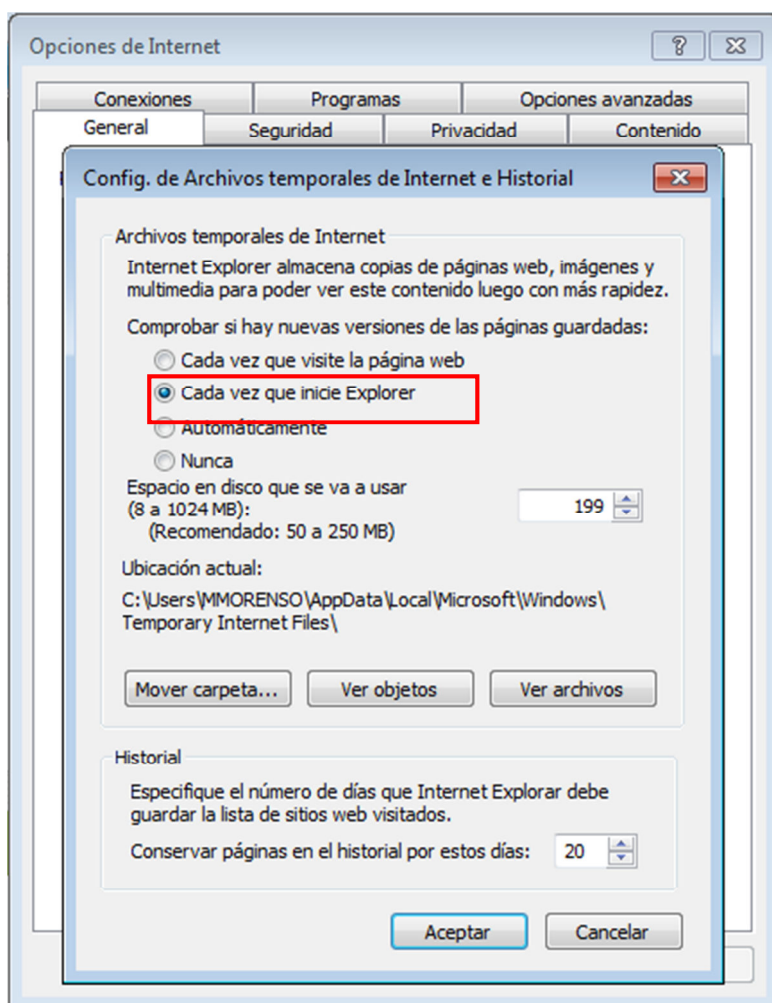 Opciones de Internet
Conexiones Programas Opciones avanzadas
General Seguridad Privacidad Contenido
Config. de Archivos temporales de Internet e Historial
Archivos temporales de Internet
Internet Explorer almacena copias de páginas web, imágenes y
multimedia para poder ver este contenido luego con más rapidez.
Comprobar si hay nuevas versiones de las páginas guardadas:
Cada vez que visite la página web
Cada vez que inicie Explorer
Automáticamente
Nunca
Espacio en disco que se va a usar
(8 a 1024 MB): 199
(Recomendado: 50 a 250 MB)
Ubicación actual:
C:\Users\MMORENSO\AppData\Local\Microsoft\Windows\
Temporary Internet Files\
Mover carpeta... Ver objetos Ver archivos
Historial
Especifique el número de días que Internet Explorar debe
guardar la lista de sitios web visitados.
Conservar páginas en el historial por estos días: 20
Aceptar Cancelar